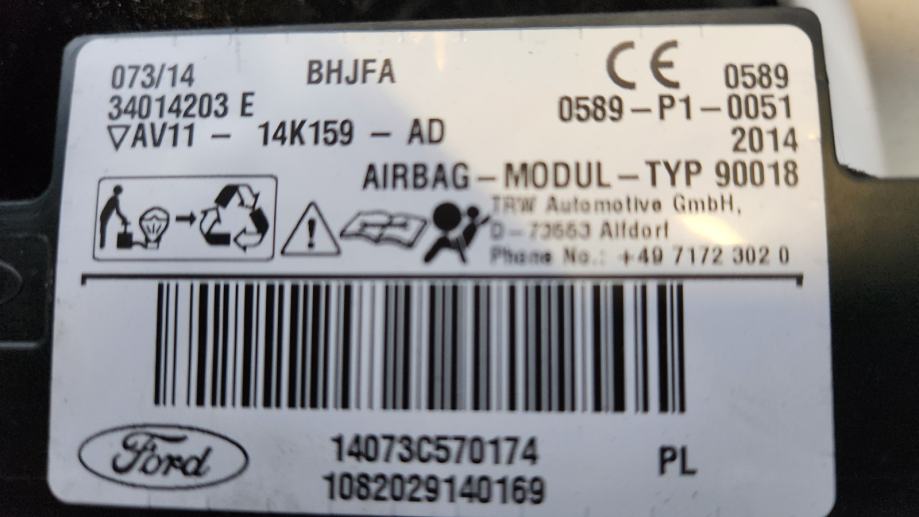 073/14 BHJFA CE 0589
34014203 E 0589-P1-0051
▽AV11 - 14K159 - AD 2014
AIRBAG-MODUL-TYP 90018
TRW Automotive GmbH,
D-73553 Alfdorf
Phone No.: +49 7172 302 0
Ford 14073C570174 PL
1082029140169